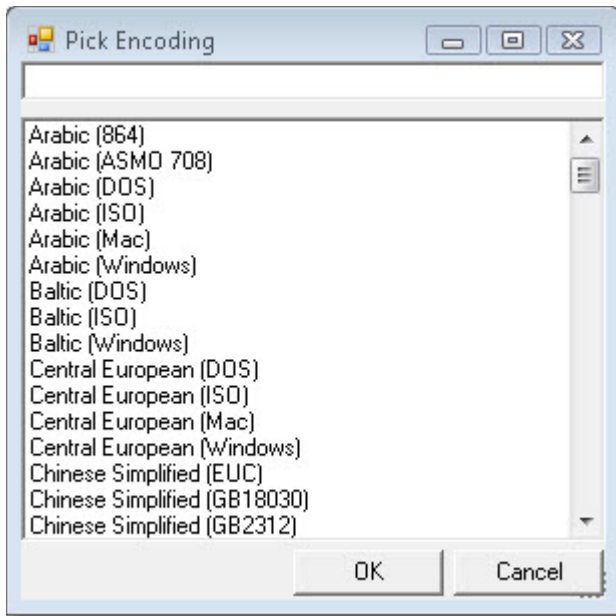 Pick Encoding
Arabic (864)
Arabic (ASMO 708)
Arabic (DOS)
Arabic (ISO)
Arabic (Mac)
Arabic (Windows)
Baltic (DOS)
Baltic (ISO)
Baltic (Windows)
Central European (DOS)
Central European (ISO)
Central European (Mac)
Central European (Windows)
Chinese Simplified (EUC)
Chinese Simplified (GB18030)
Chinese Simplified (GB2312)
OK Cancel